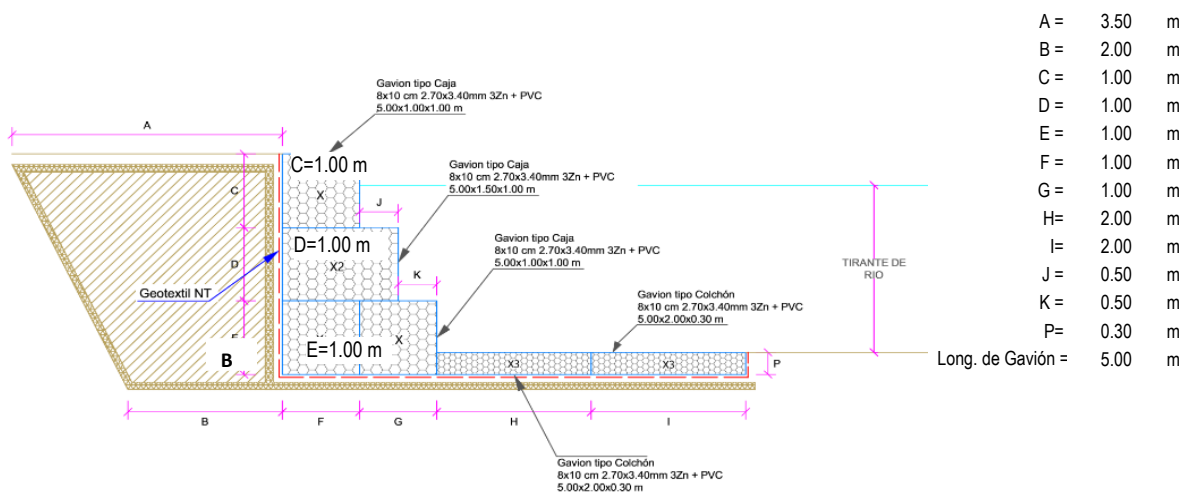 A = 3.50 m
B = 2.00 m
C = 1.00 m
D = 1.00 m
E = 1.00 m
F = 1.00 m
G = 1.00 m
H= 2.00 m
I= 2.00 m
J = 0.50 m
K = 0.50 m
P= 0.30 m
Long. de Gavión = 5.00 m
Gavion tipo Caja
8x10 cm 2.70x3.40mm 3Zn + PVC
5.00x1.00x1.00 m
A
C=1.00 m
X
C
Gavion tipo Caja
8x10 cm 2.70x3.40mm 3Zn + PVC
5.00x1.50x1.00 m
J
D=1.00 m
X2
D
Gavion tipo Caja
8x10 cm 2.70x3.40mm 3Zn + PVC
5.00x1.00x1.00 m
K
TIRANTE DE
RIO
Geotextil NT
Gavion tipo Colchón
8x10 cm 2.70x3.40mm 3Zn + PVC
5.00x2.00x0.30 m
E=1.00 m
X
B
X3
X3
P
B
F
G
H
I
Gavion tipo Colchón
8x10 cm 2.70x3.40mm 3Zn + PVC
5.00x2.00x0.30 m